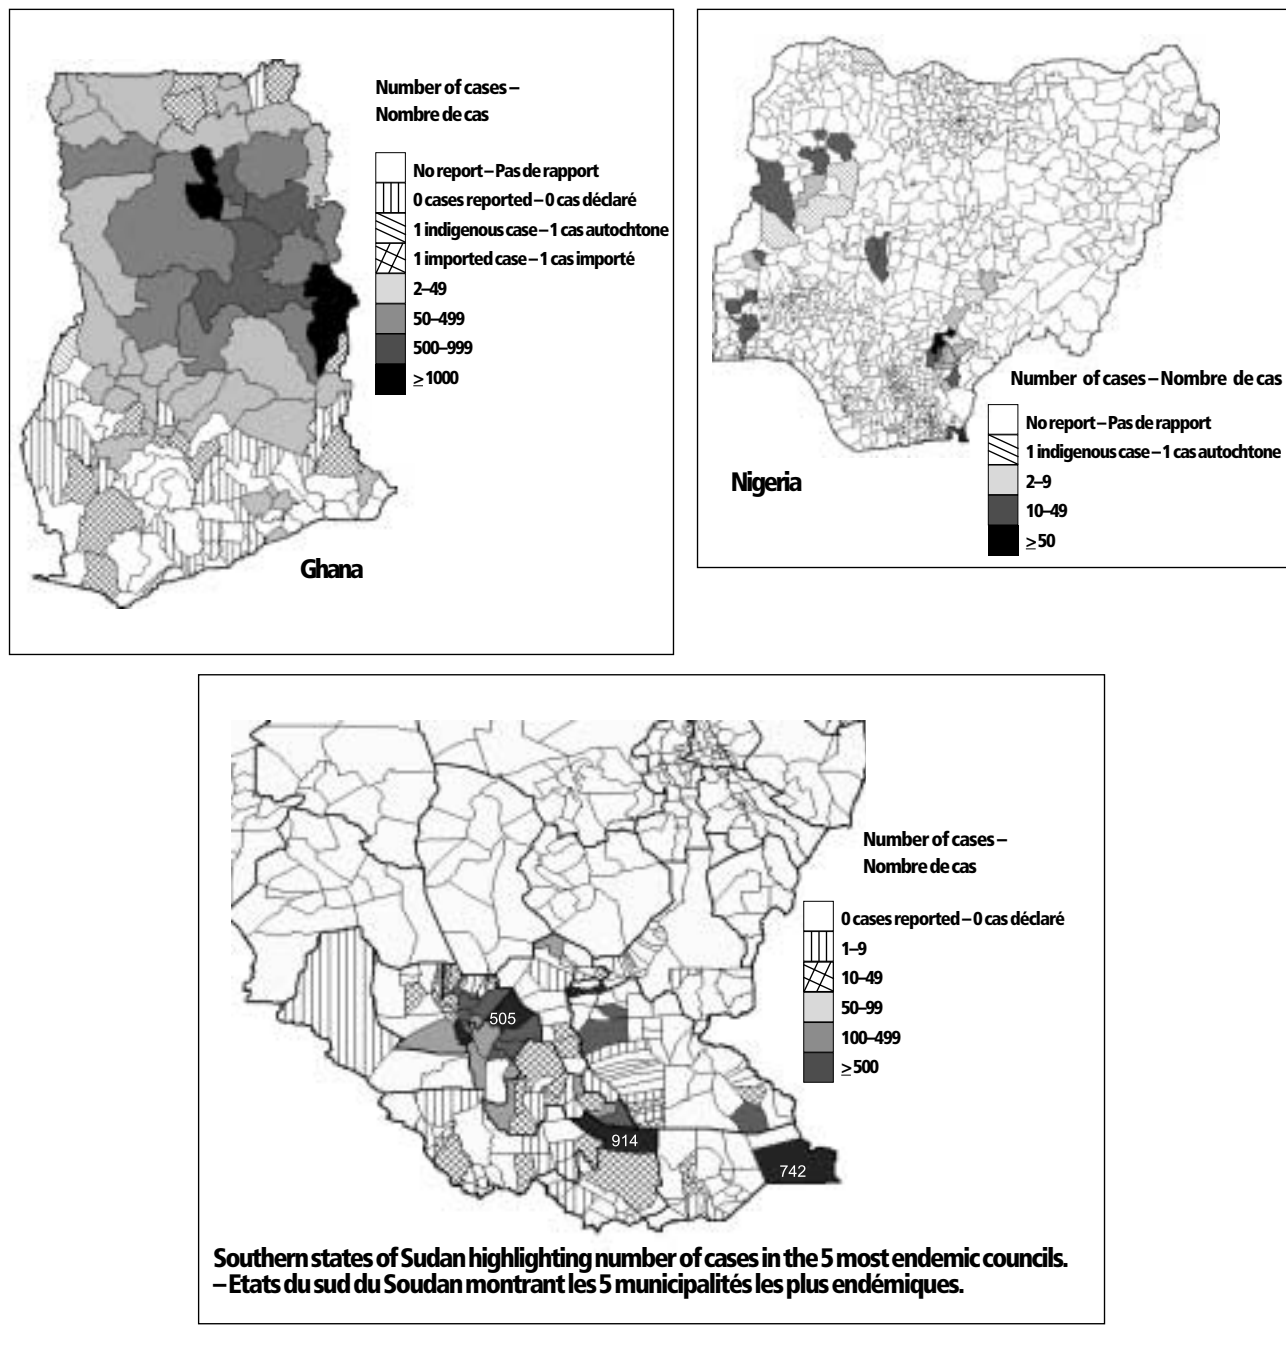 Number of cases –
Nombre de cas
No report – Pas de rapport
0 cases reported – 0 cas déclaré
1 indigenous case – 1 cas autochtone
1 imported case – 1 cas importé
2–49
50–499
500–999
≥ 1000
Ghana
Number of cases – Nombre de cas
No report – Pas de rapport
1 indigenous case – 1 cas autochtone
2–9
10–49
≥ 50
Nigeria
Number of cases –
Nombre de cas
0 cases reported – 0 cas déclaré
1–9
10–49
50–99
100–499
≥ 500
505
914
742
Southern states of Sudan highlighting number of cases in the 5 most endemic councils.
– Etats du sud du Soudan montrant les 5 municipalités les plus endémiques.